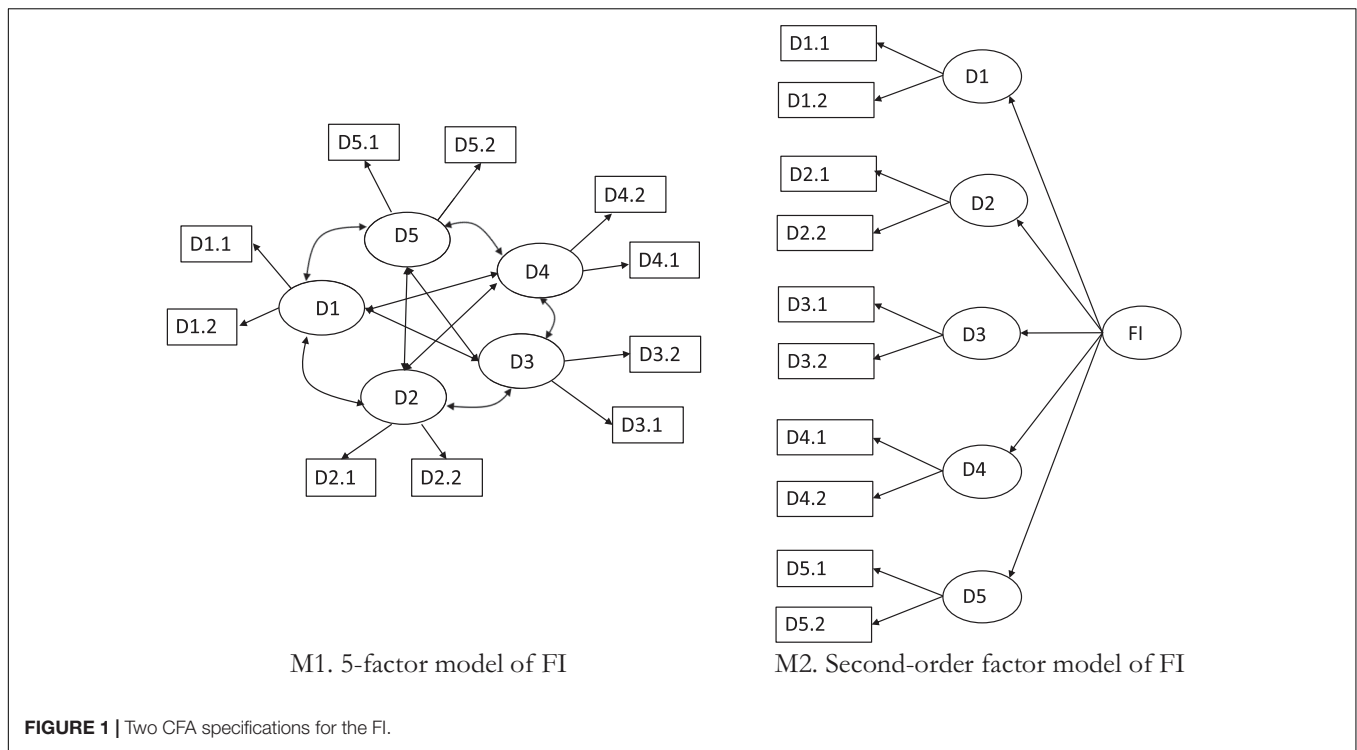 D5.1
D5.2
D4.2
D1.1
D5
D4
D4.1
D1
D1.2
D3
D3.2
D2
D3.1
D2.1
D2.2
M1. 5-factor model of FI
D1.1
D1
D1.2
D2.1
D2
D2.2
D3.1
D3
FI
D3.2
D4.1
D4
D4.2
D5.1
D5
D5.2
M2. Second-order factor model of FI
FIGURE 1 | Two CFA specifications for the FI.